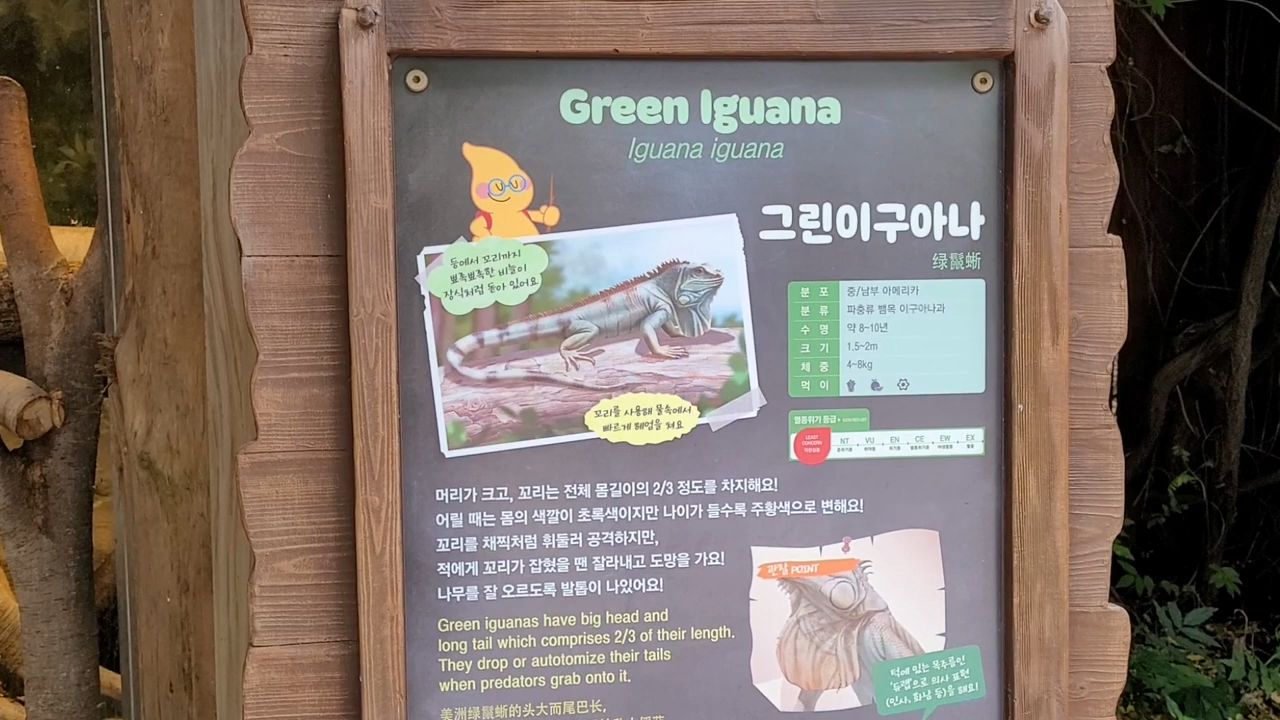 Green Iguana
Iguana iguana
그린이구아나
绿鬣蜥
등에서 꼬리까지
뾰족뾰족한 비늘이
장식처럼 돋아 있어요
분 포 중/남부 아메리카
분 류 파충류 뱀목 이구아나과
수 명 약 8~10년
크 기 1.5~2m
체 중 4~8kg
먹 이
꼬리를 사용해 물속에서
빠르게 헤엄을 쳐요
멸종위기 등급
LEAST CONCERN
NT VU EN CE EW EX
머리가 크고, 꼬리는 전체 몸길이의 2/3 정도를 차지해요!
어릴 때는 몸의 색깔이 초록색이지만 나이가 들수록 주황색으로 변해요!
꼬리를 채찍처럼 휘둘러 공격하지만,
적에게 꼬리가 잡혔을 땐 잘라내고 도망을 가요!
나무를 잘 오르도록 발톱이 나있어요!
관찰 POINT
턱에 있는 목주름인
'듀랩'으로 의사 표현
(인사, 화남 등)을 해요!
Green iguanas have big head and
long tail which comprises 2/3 of their length.
They drop or autotomize their tails
when predators grab onto it.
美洲绿鬣蜥的头大而尾巴长,